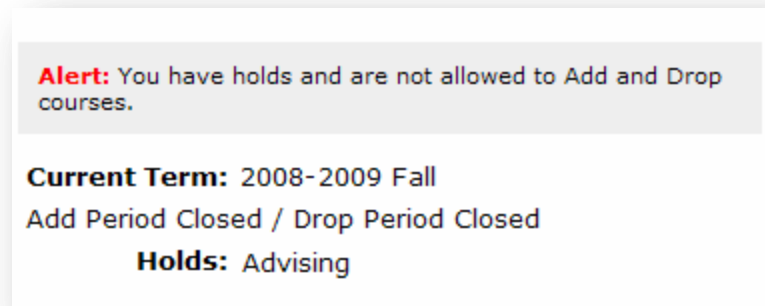 Alert: You have holds and are not allowed to Add and Drop
courses.
Current Term: 2008-2009 Fall
Add Period Closed / Drop Period Closed
Holds: Advising